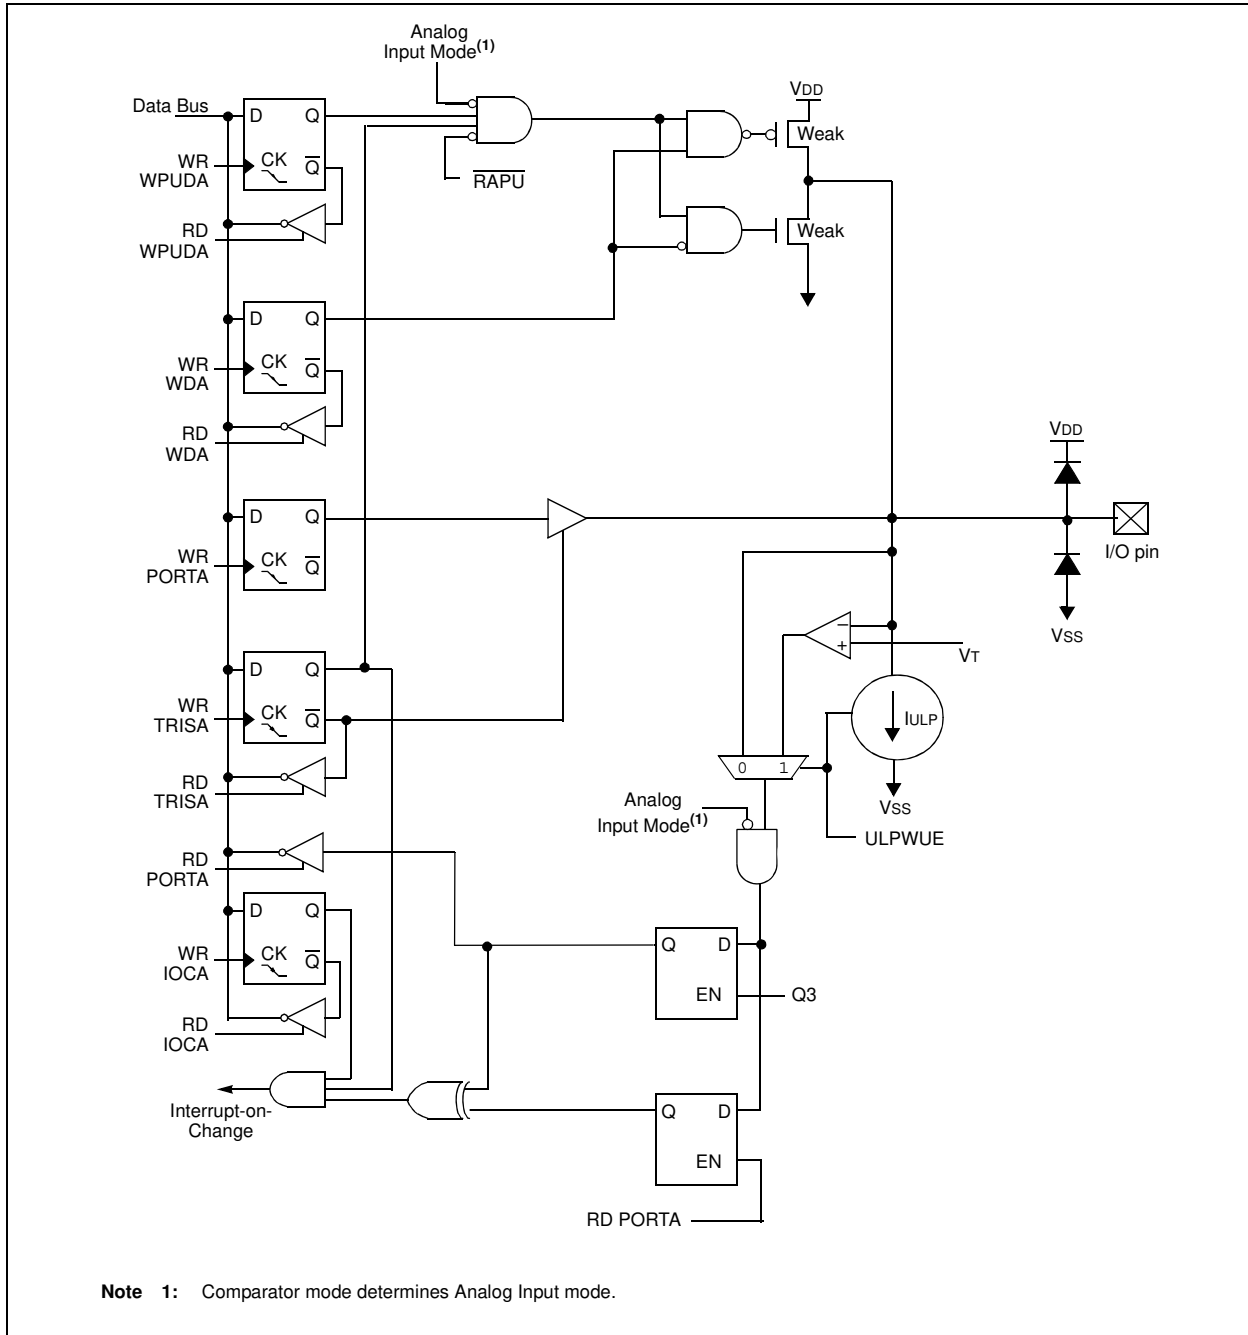 Analog
Input Mode(1)
VDD
Data Bus
D Q
Weak
WR
WPUDA
CK Q̅
R̅A̅P̅U̅
RD
WPUDA
Weak
D Q
WR
WDA
CK Q̅
RD
WDA
VDD
D Q
WR
PORTA
CK Q̅
I/O pin
–
+
VT
VSS
D Q
WR
TRISA
CK Q̅
IULP
0 1
RD
TRISA
VSS
Analog
Input Mode(1)
ULPWUE
RD
PORTA
D Q
WR
IOCA
CK Q̅
Q D
EN
Q3
RD
IOCA
Q D
EN
Interrupt-on-
Change
RD PORTA
Note 1: Comparator mode determines Analog Input mode.